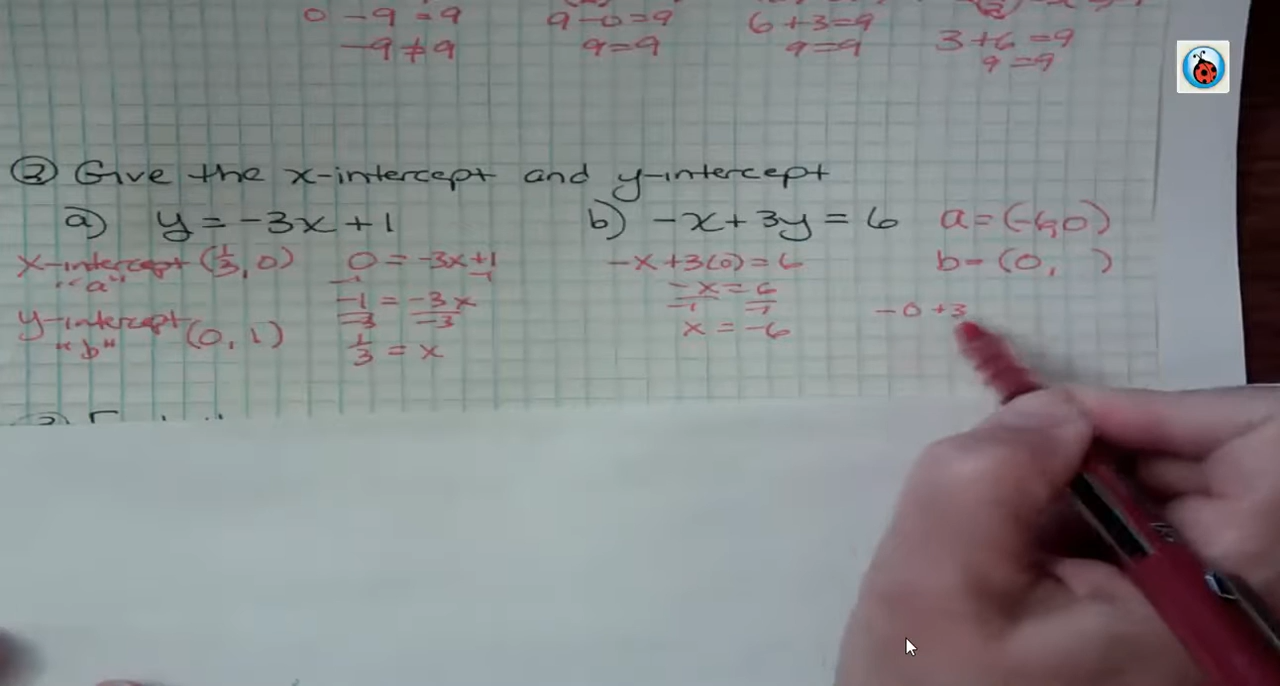 0 - 9 = 9
-9 ≠ 9
9 - 0 = 9
9 = 9
6 + 3 = 9
9 = 9
3 + 6 = 9
9 = 9
② Give the x-intercept and y-intercept
a) y = -3x + 1
x-intercept (1/3, 0)
"a"
y-intercept (0, 1)
"b"
0 = -3x + 1
-1 -1
-1 = -3x
-3 -3
1/3 = x
b) -x + 3y = 6
-x + 3(0) = 6
-x = 6
-1 -1
x = -6
a = (-6, 0)
b = (0, )
-0 + 3